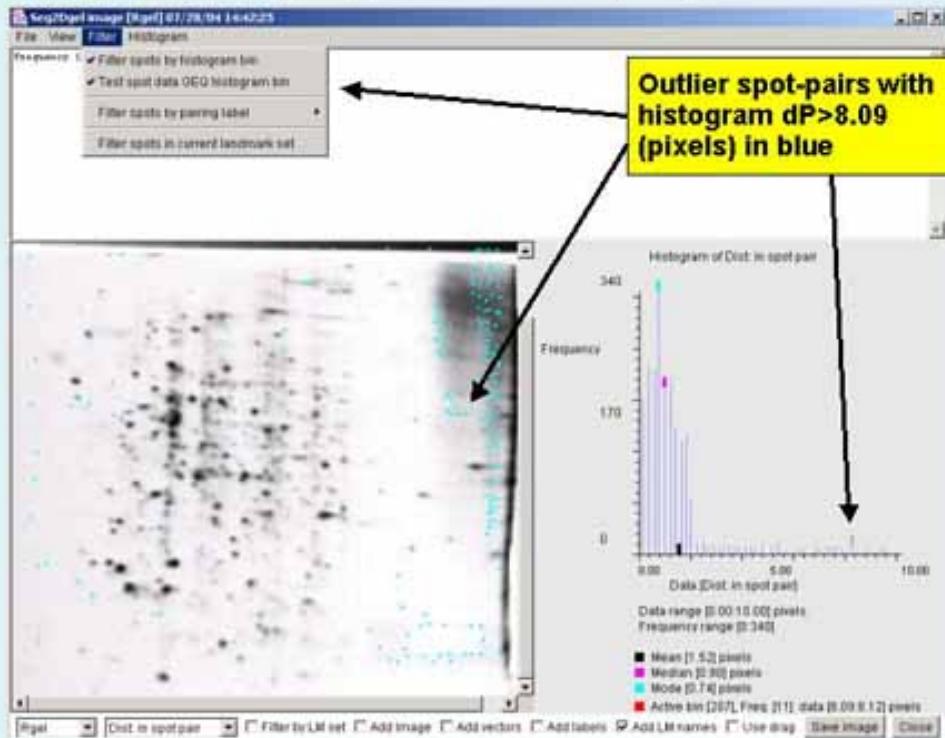 Seg2Dgel image [Rgel] 07/28/04 14:42:25
File View Filter Histogram
Frequency
Filter spots by histogram bin
Test spot data GEQ histogram bin
Filter spots by pairing label
Filter spots in current landmark set
Outlier spot-pairs with
histogram dP>8.09
(pixels) in blue
Histogram of Dist. in spot pair
340
Frequency
170
0
0.00 5.00 10.00
Data [Dist. in spot pair]
Data range [0.00:10.00] pixels
Frequency range [0:340]
Mean [1.52] pixels
Median [0.90] pixels
Mode [0.74] pixels
Active bin [207], Freq. [11], data [8.09:8.12] pixels
Rgel Dist. in spot pair Filter by LM set Add image Add vectors Add labels Add LM names Use drag Save image Close